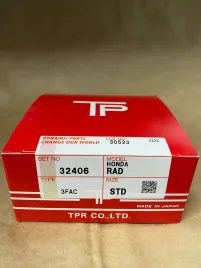 TP
DYNAMIC PARTS
CHANGE OUR WORLD
LOT NO
30523
SET NO
32406
MODEL
HONDA
RAD
TYPE
3FAC
SIZE
STD
MADE IN JAPAN
TPR CO.,LTD.